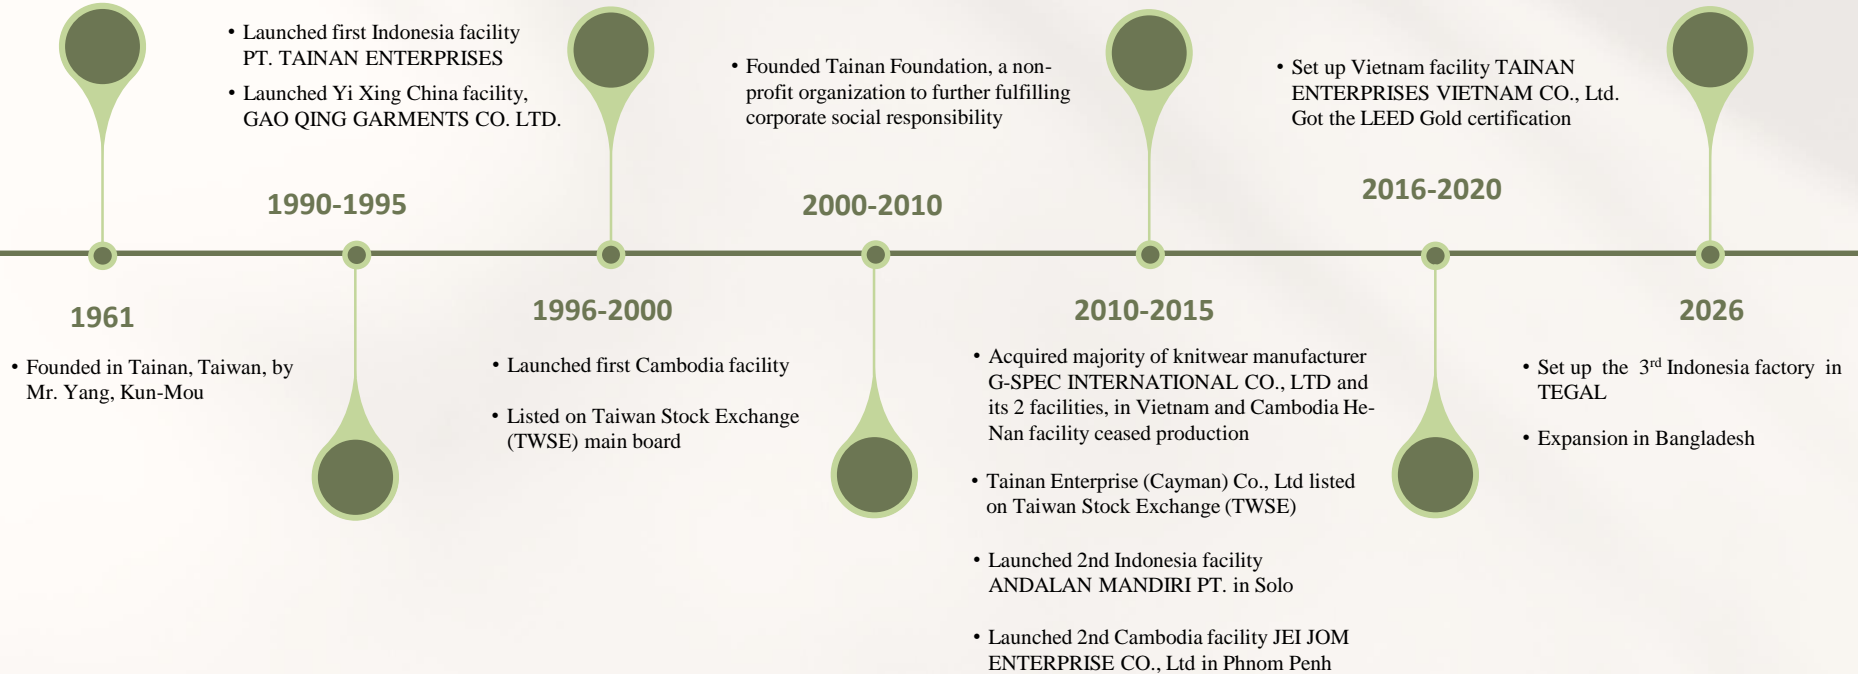 1961
• Founded in Tainan, Taiwan, by
Mr. Yang, Kun-Mou
• Launched first Indonesia facility
PT. TAINAN ENTERPRISES
• Launched Yi Xing China facility,
GAO QING GARMENTS CO. LTD.
1990-1995
1996-2000
• Launched first Cambodia facility
• Listed on Taiwan Stock Exchange
(TWSE) main board
• Founded Tainan Foundation, a non-
profit organization to further fulfilling
corporate social responsibility
2000-2010
2010-2015
• Acquired majority of knitwear manufacturer
G-SPEC INTERNATIONAL CO., LTD and
its 2 facilities, in Vietnam and Cambodia He-
Nan facility ceased production
• Tainan Enterprise (Cayman) Co., Ltd listed
on Taiwan Stock Exchange (TWSE)
• Launched 2nd Indonesia facility
ANDALAN MANDIRI PT. in Solo
• Launched 2nd Cambodia facility JEI JOM
ENTERPRISE CO., Ltd in Phnom Penh
• Set up Vietnam facility TAINAN
ENTERPRISES VIETNAM CO., Ltd.
Got the LEED Gold certification
2016-2020
2026
• Set up the 3rd Indonesia factory in
TEGAL
• Expansion in Bangladesh